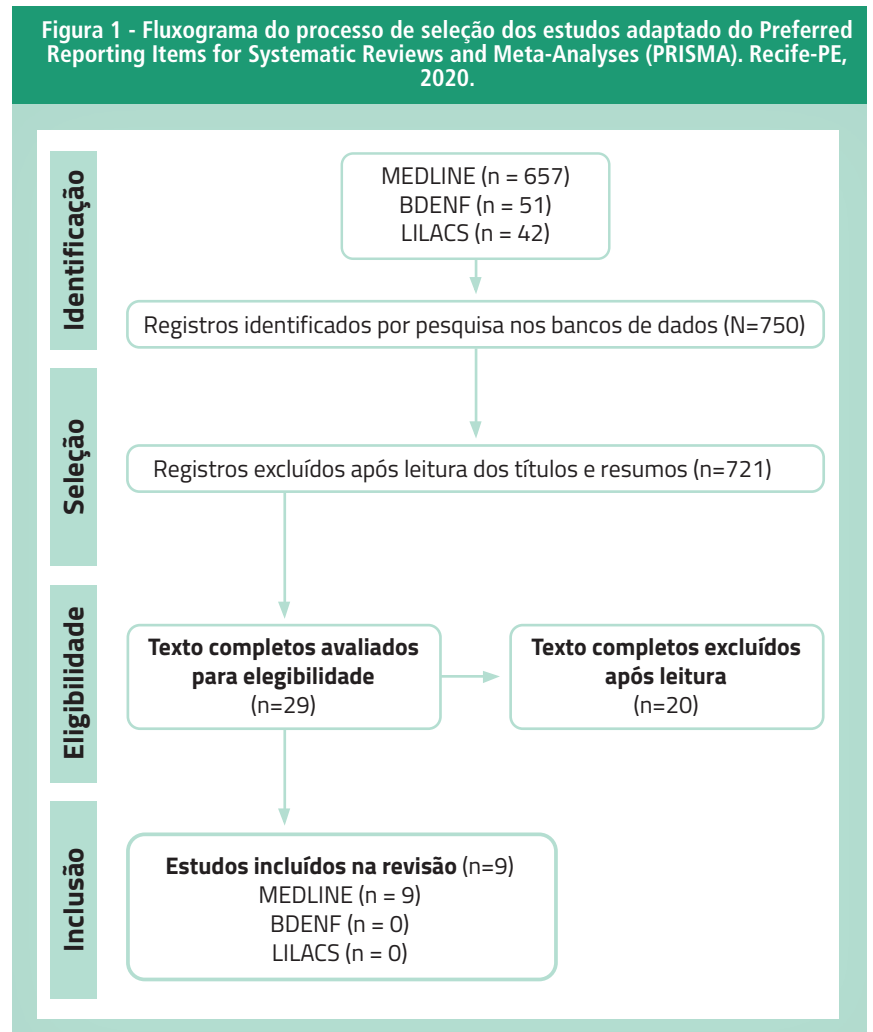 Figura 1 - Fluxograma do processo de seleção dos estudos adaptado do Preferred
Reporting Items for Systematic Reviews and Meta-Analyses (PRISMA). Recife-PE,
2020.
Identificação
MEDLINE (n = 657)
BDENF (n = 51)
LILACS (n = 42)
Registros identificados por pesquisa nos bancos de dados (N=750)
Seleção
Registros excluídos após leitura dos títulos e resumos (n=721)
Eligibilidade
Texto completos avaliados
para elegibilidade
(n=29)
Texto completos excluídos
após leitura
(n=20)
Inclusão
Estudos incluídos na revisão (n=9)
MEDLINE (n = 9)
BDENF (n = 0)
LILACS (n = 0)